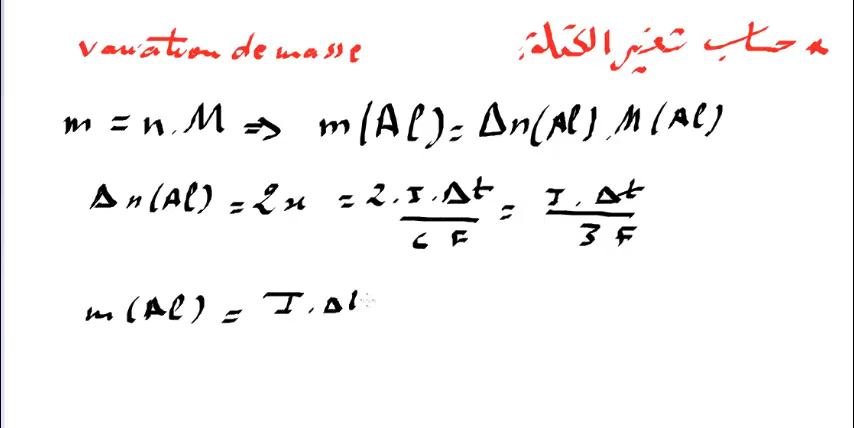 variation de masse * حساب تغير الكتلة:
m = n . M ⇒ m(Al) = Δn(Al) . M(Al)
Δn(Al) = 2x = 2.I.Δt / 6F = I.Δt / 3F
m(Al) = I.Δt